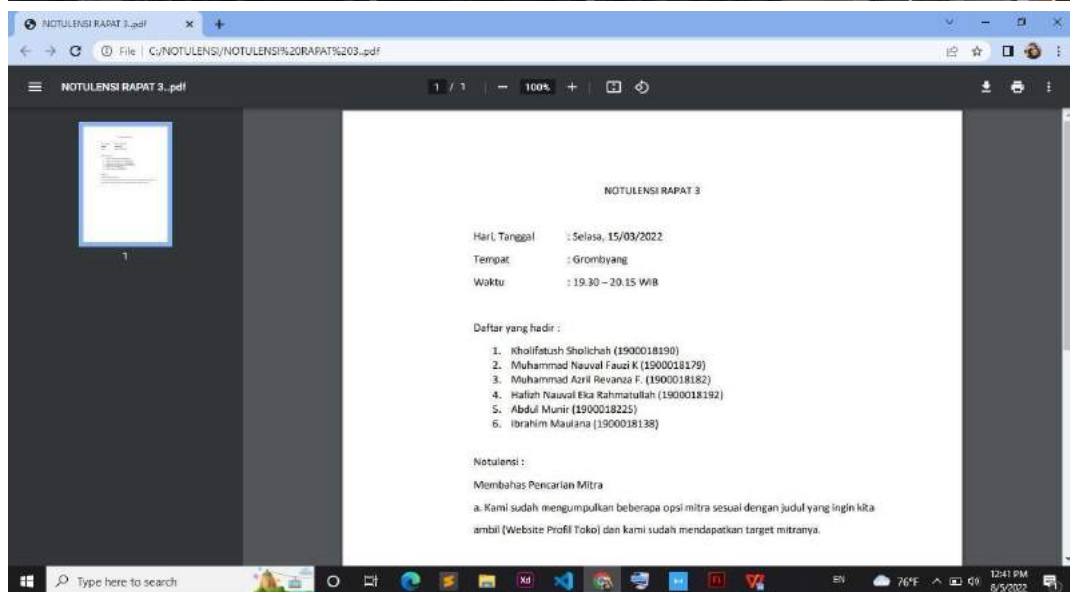 NOTULENSI RAPAT 3..pdf
File | C:/NOTULENSI/NOTULENSI%20RAPAT%203..pdf
NOTULENSI RAPAT 3..pdf
1 / 1
100%
1
NOTULENSI RAPAT 3
Hari, Tanggal : Selasa, 15/03/2022
Tempat : Grombyang
Waktu : 19.30 – 20.15 WIB
Daftar yang hadir :
1. Kholifatush Sholichah (1900018190)
2. Muhammad Nauval Fauzi K (1900018179)
3. Muhammad Azril Revanza F. (1900018182)
4. Hafizh Nauval Eka Rahmatullah (1900018192)
5. Abdul Munir (1900018225)
6. Ibrahim Maulana (1900018138)
Notulensi :
Membahas Pencarian Mitra
a. Kami sudah mengumpulkan beberapa opsi mitra sesuai dengan judul yang ingin kita
ambil (Website Profil Toko) dan kami sudah mendapatkan target mitranya.
Type here to search
Xd
EN
76°F
12:41 PM
8/5/2022